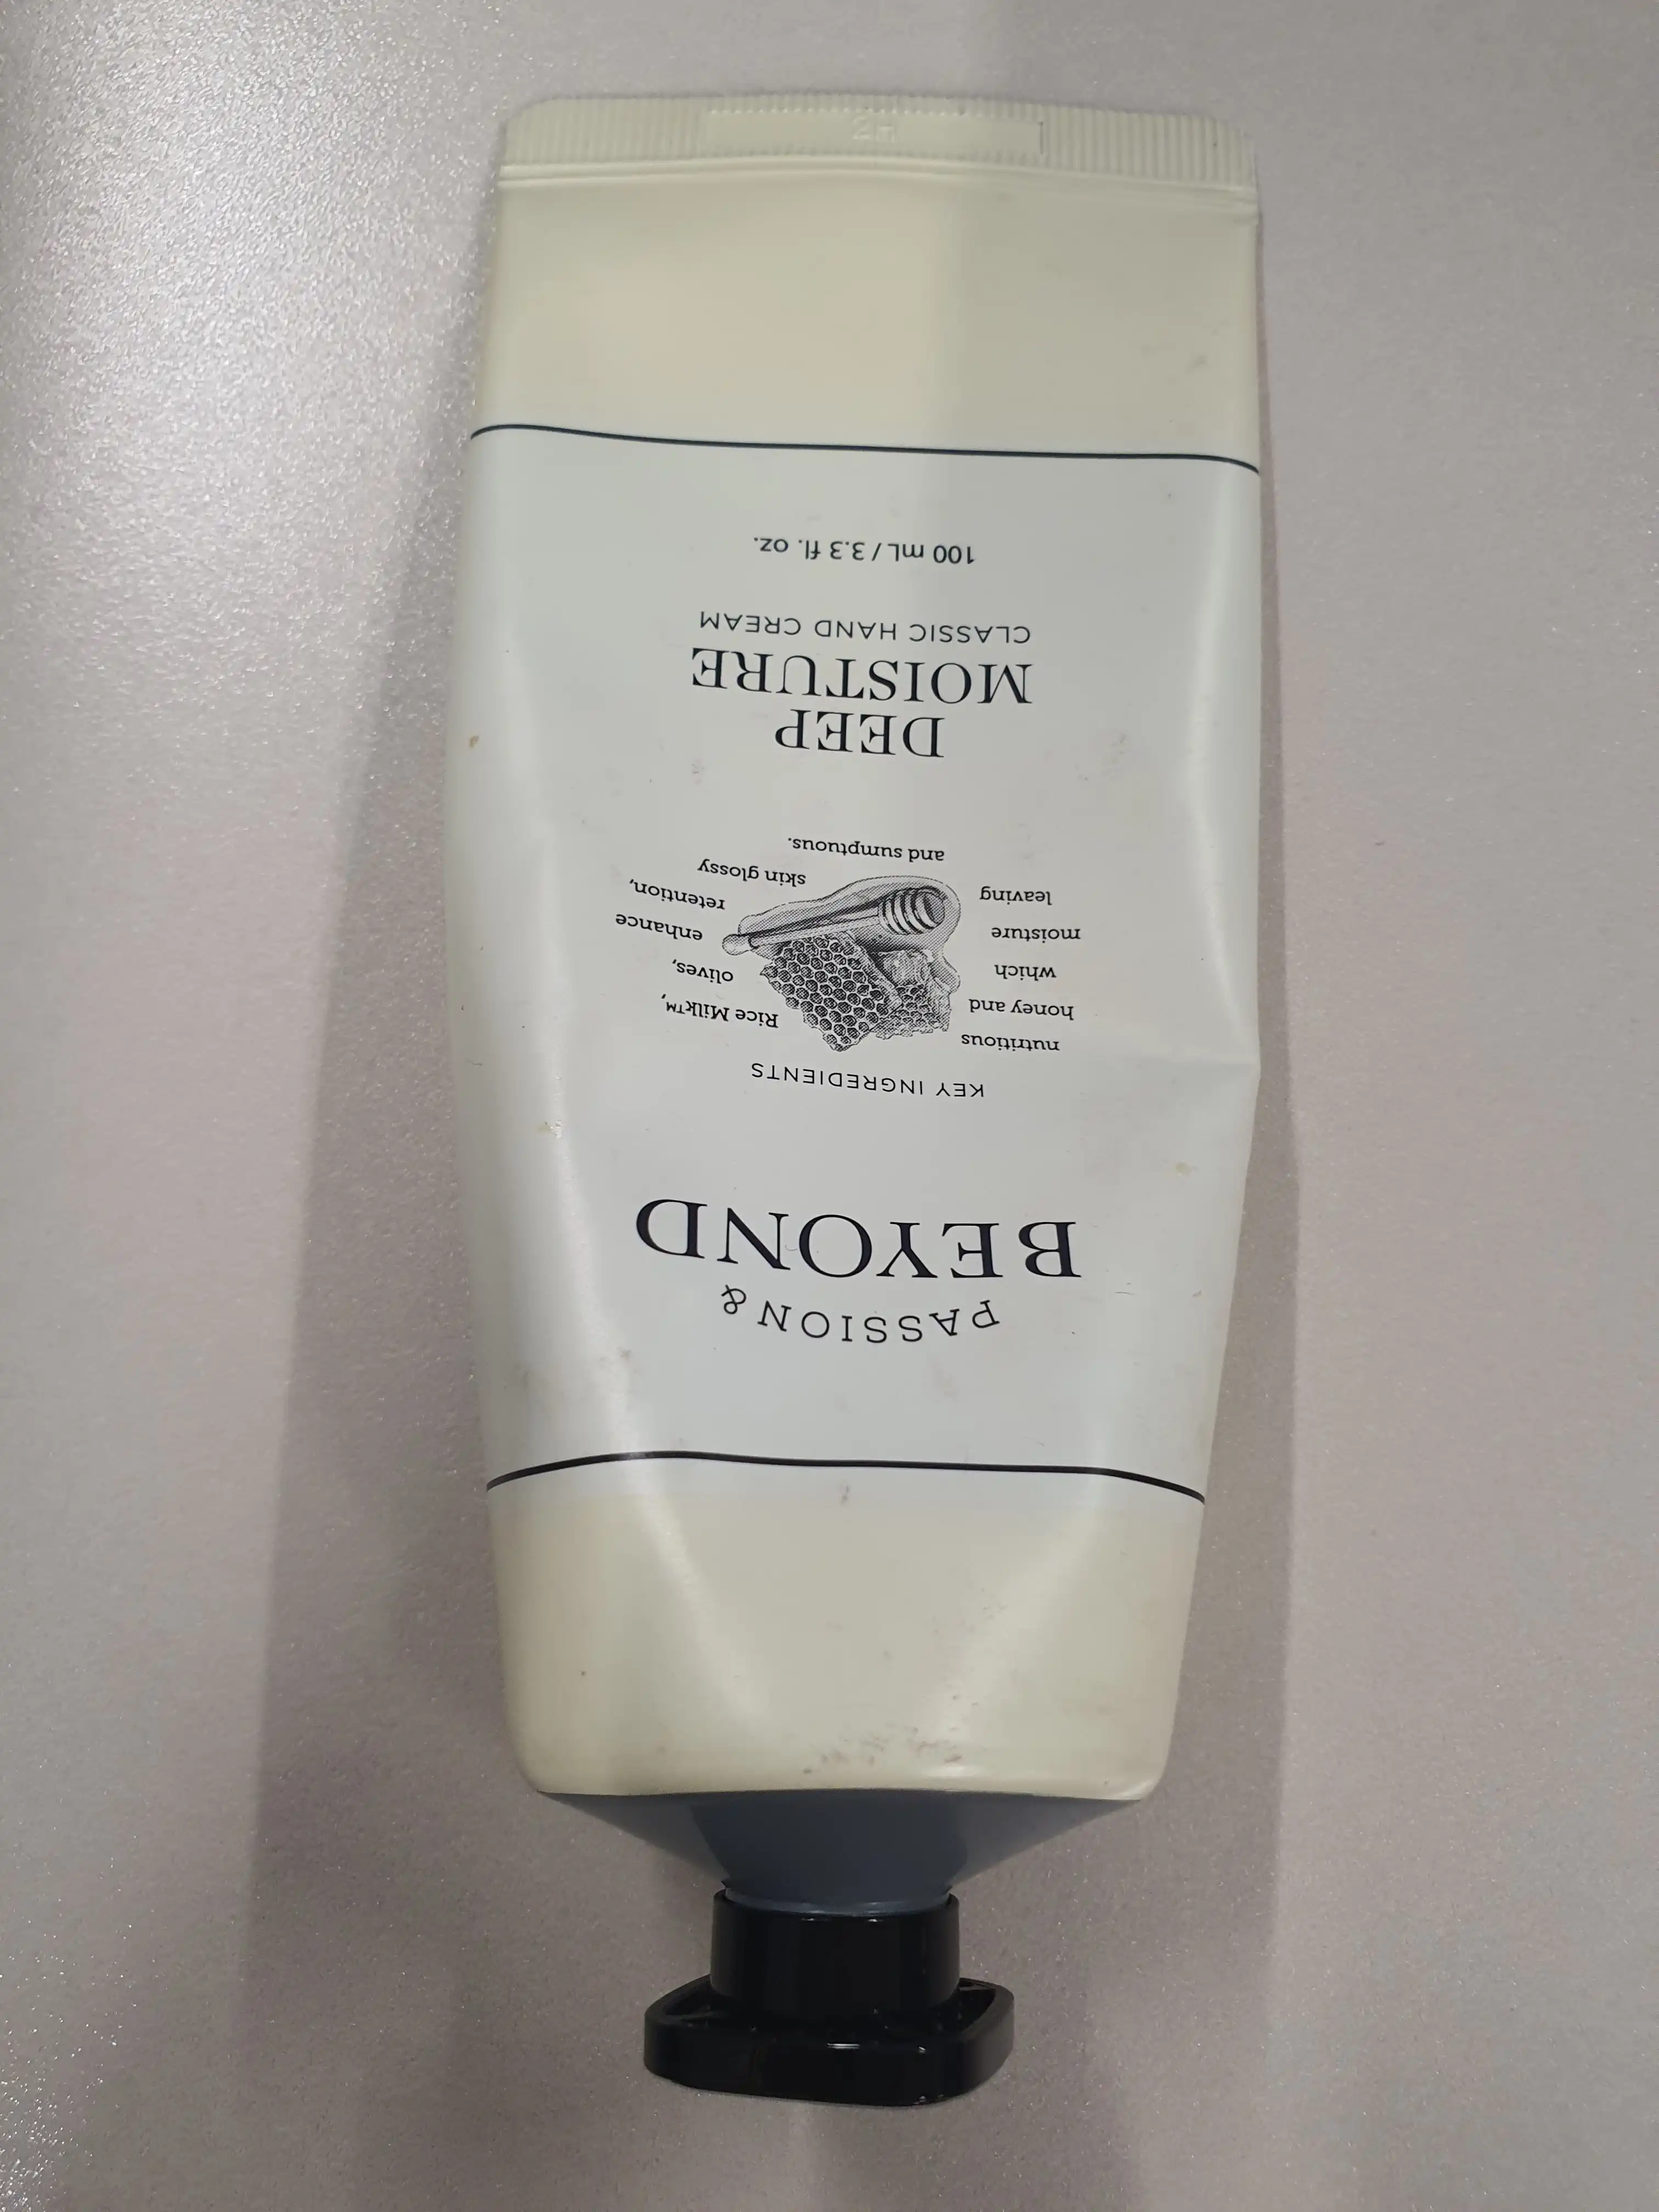 PASSION &
BEYOND
KEY INGREDIENTS
nutritious Rice Milk™,
honey and olives,
which enhance
moisture retention,
leaving skin glossy
and sumptuous.
DEEP
MOISTURE
CLASSIC HAND CREAM
100 mL / 3.3 fl. oz.